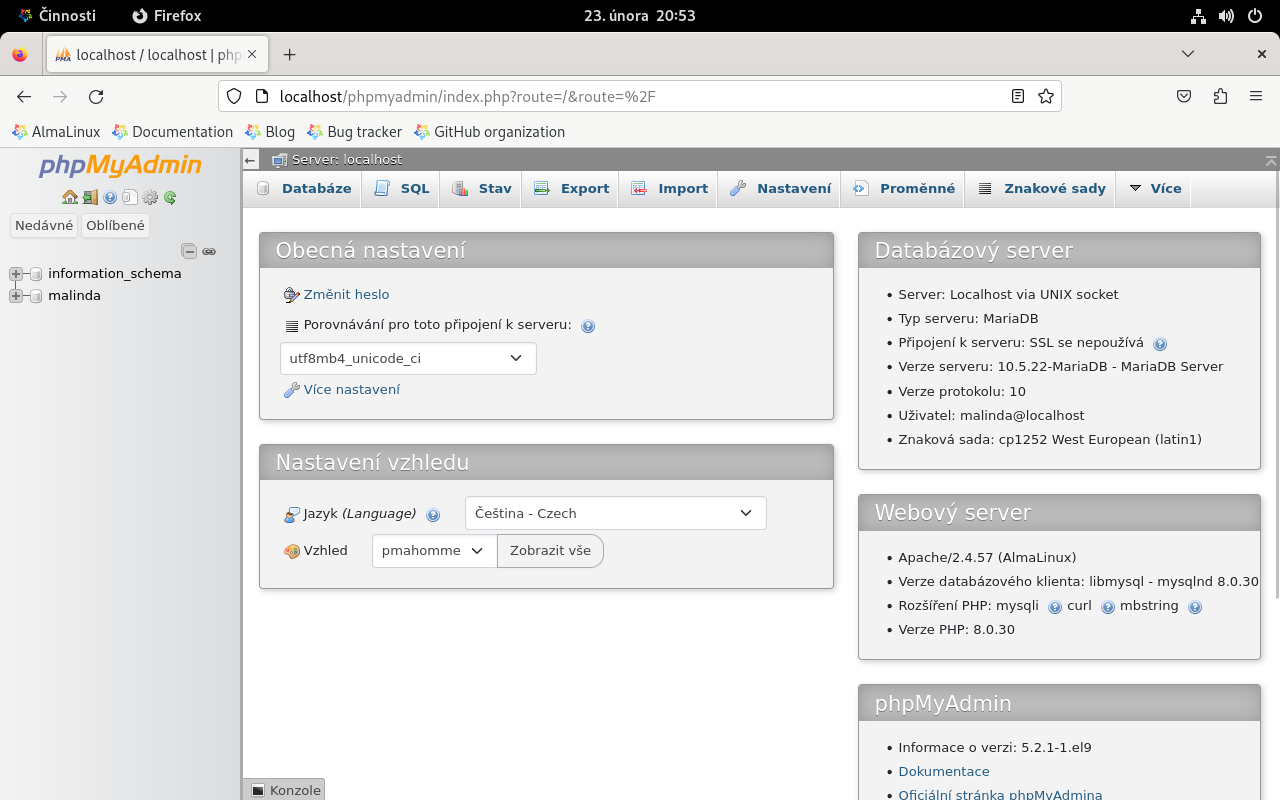 Činnosti
Firefox
23. února 20:53
localhost / localhost | php
localhost/phpmyadmin/index.php?route=/&route=%2F
AlmaLinux
Documentation
Blog
Bug tracker
GitHub organization
phpMyAdmin
Nedávné
Oblíbené
information_schema
malinda
Server: localhost
Databáze
SQL
Stav
Export
Import
Nastavení
Proměnné
Znakové sady
Více
Obecná nastavení
Změnit heslo
Porovnávání pro toto připojení k serveru:
utf8mb4_unicode_ci
Více nastavení
Nastavení vzhledu
Jazyk (Language)
Čeština - Czech
Vzhled
pmahomme
Zobrazit vše
Databázový server
• Server: Localhost via UNIX socket
• Typ serveru: MariaDB
• Připojení k serveru: SSL se nepoužívá
• Verze serveru: 10.5.22-MariaDB - MariaDB Server
• Verze protokolu: 10
• Uživatel: malinda@localhost
• Znaková sada: cp1252 West European (latin1)
Webový server
• Apache/2.4.57 (AlmaLinux)
• Verze databázového klienta: libmysql - mysqlnd 8.0.30
• Rozšíření PHP: mysqli curl mbstring
• Verze PHP: 8.0.30
phpMyAdmin
• Informace o verzi: 5.2.1-1.el9
• Dokumentace
• Oficiální stránka phpMyAdmina
Konzole